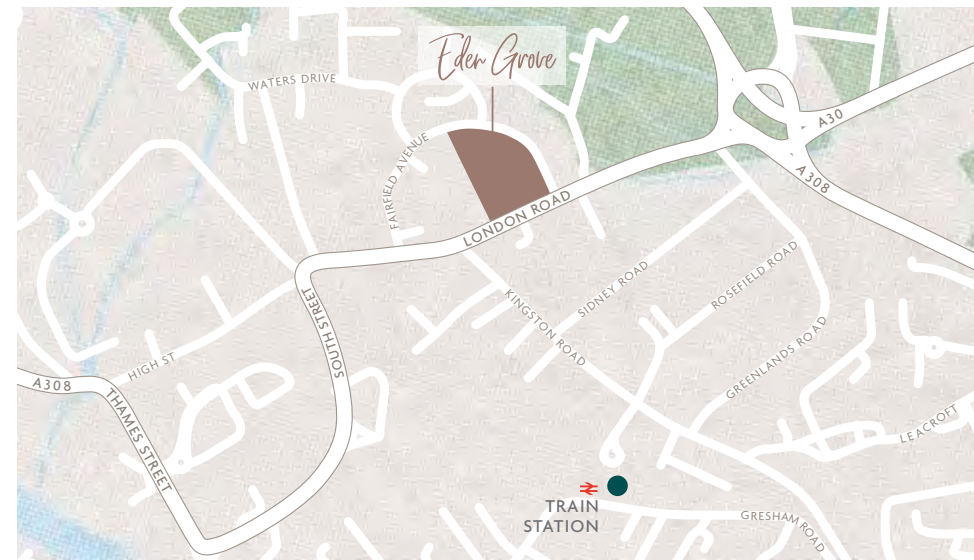 Eden Grove
WATERS DRIVE
A30
FAIRFIELD AVENUE
A308
LONDON ROAD
SIDNEY ROAD
ROSEFIELD ROAD
KINGSTON ROAD
SOUTH STREET
GREENLANDS ROAD
HIGH ST
A308
THAMES STREET
LEACROFT
TRAIN
STATION
GRESHAM ROAD